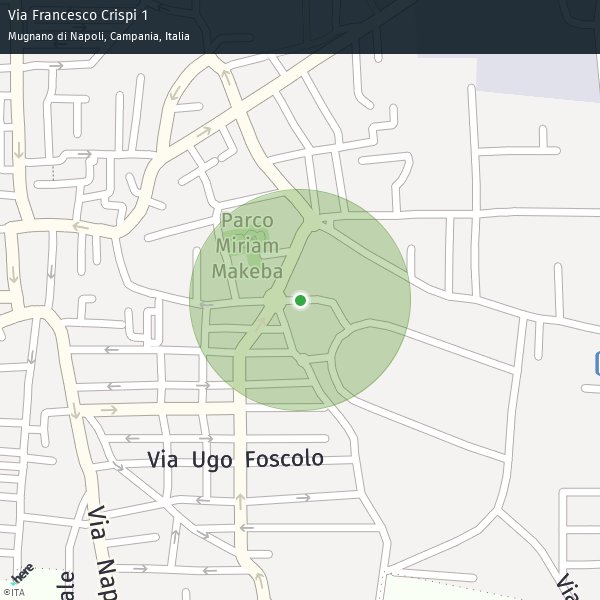 Via Francesco Crispi 1
Mugnano di Napoli, Campania, Italia
Parco
Miriam
Makeba
Via Ugo Foscolo
Via Nap
ale
Via
here
©ITA